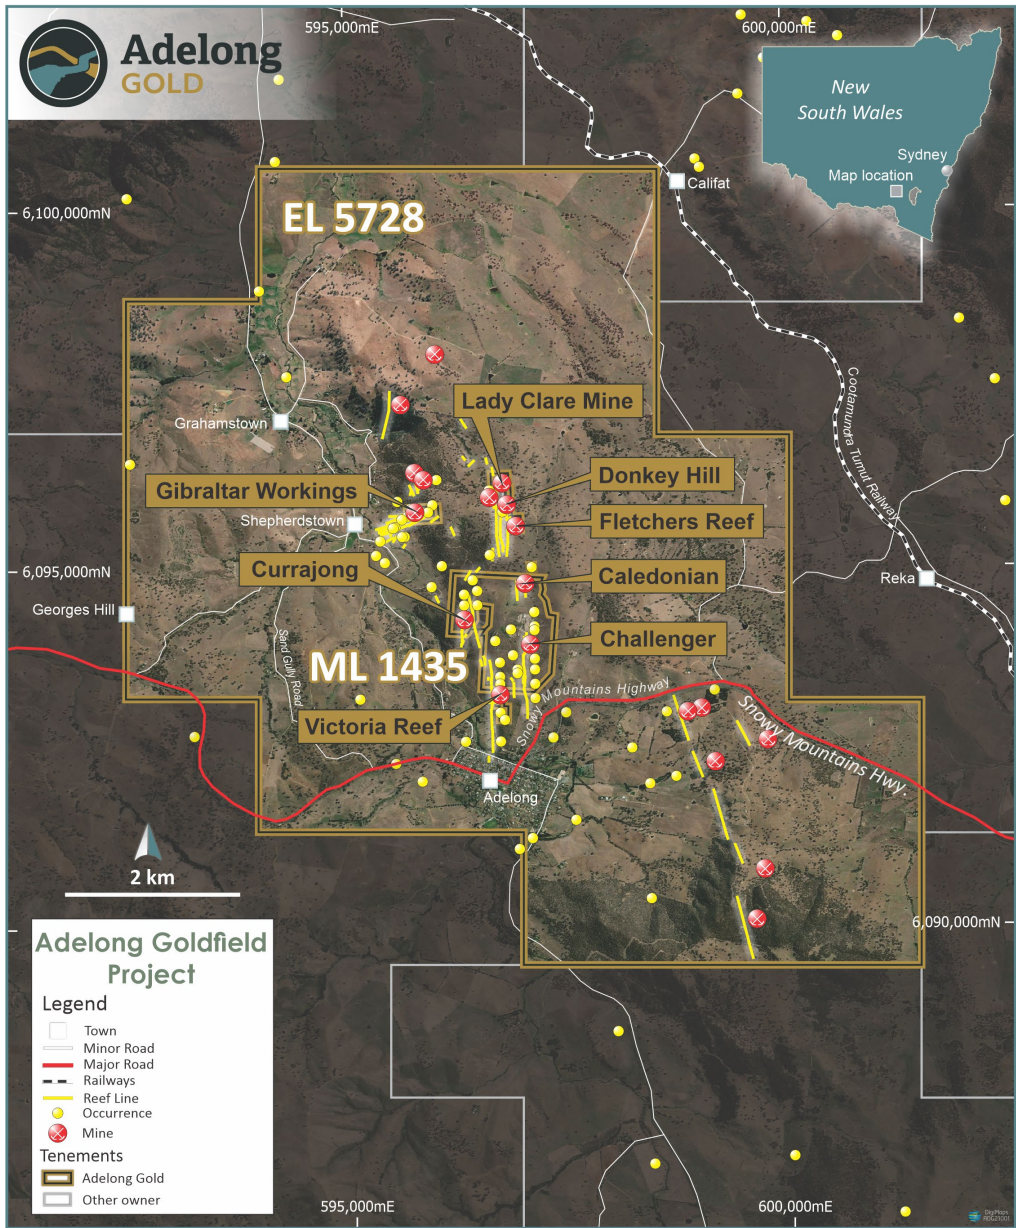 Adelong
GOLD
595,000mE
600,000mE
New
South Wales
Sydney
Map location
Califat
6,100,000mN
EL 5728
Cootamundra Tumut Railway
Lady Clare Mine
Grahamstown
Donkey Hill
Gibraltar Workings
Fletchers Reef
Shepherdstown
Currajong
Caledonian
6,095,000mN
Reka
Georges Hill
Challenger
Sand Gully Road
ML 1435
Snowy Mountains Highway
Victoria Reef
Snowy Mountains Hwy.
Adelong
2 km
6,090,000mN
Adelong Goldfield
Project
Legend
Town
Minor Road
Major Road
Railways
Reef Line
Occurrence
Mine
Tenements
Adelong Gold
Other owner
595,000mE
600,000mE
DigMaps